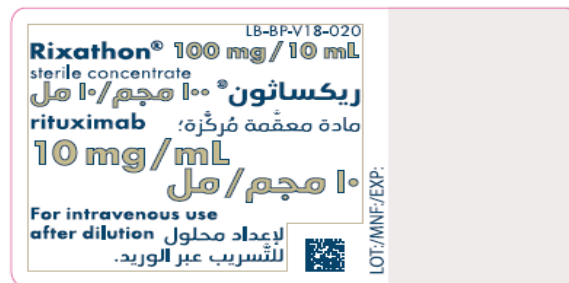 LB-BP-V18-020
Rixathon® 100 mg/10 mL
sterile concentrate
ريكساثون® ١٠٠ مجم/١٠ مل
rituximab مادة معقَّمة مُركَّزة؛
10 mg/mL
١٠ مجم/مل
For intravenous use
after dilution لإعداد محلول
للتَّسريب عبر الوريد.
LOT:/MNF:/EXP: